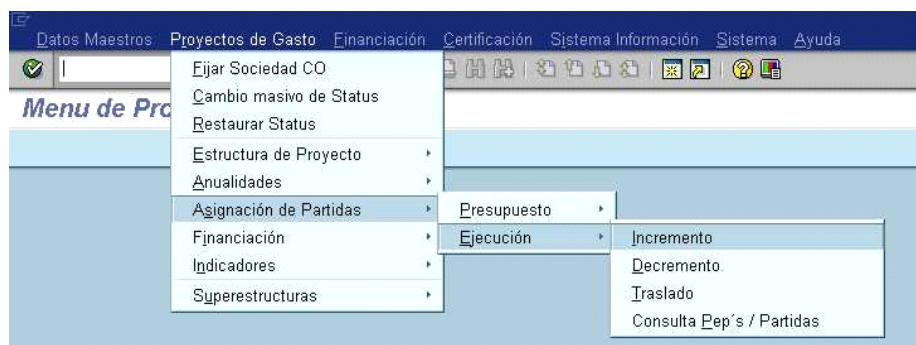 Datos Maestros Proyectos de Gasto Financiación Certificación Sistema Información Sistema Ayuda
Fijar Sociedad CO
Menu de Pro
Cambio masivo de Status
Restaurar Status
Estructura de Proyecto
Anualidades
Asignación de Partidas Presupuesto
Financiación Ejecución Incremento
Indicadores Decremento
Superestructuras Traslado
Consulta Pep´s / Partidas